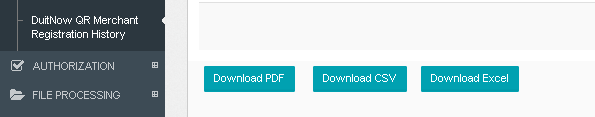 DuitNow QR Merchant
Registration History
AUTHORIZATION
FILE PROCESSING
Download PDF
Download CSV
Download Excel